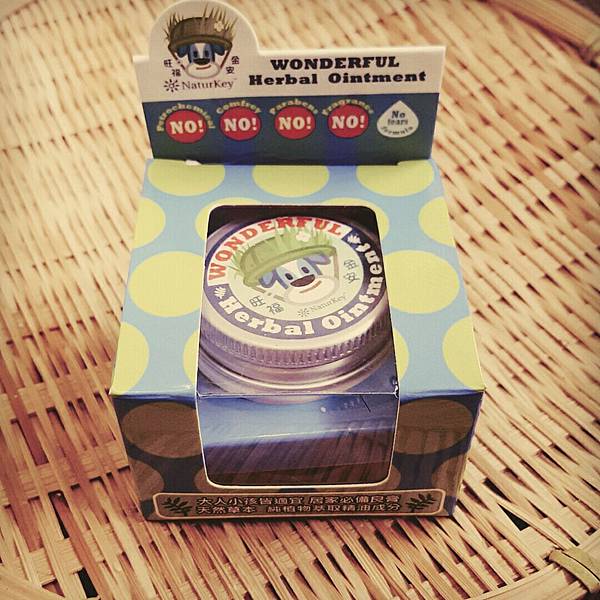 旺福 金安
NaturKey™
WONDERFUL
Herbal Ointment
Petrochemical Comfrey Parabens Fragrance
NO! NO! NO! NO!
No tears formula
WONDERFUL
Herbal Ointment
旺福 金安
NaturKey
大人小孩皆適宜 居家必備良膏
天然草本 純植物萃取精油成分